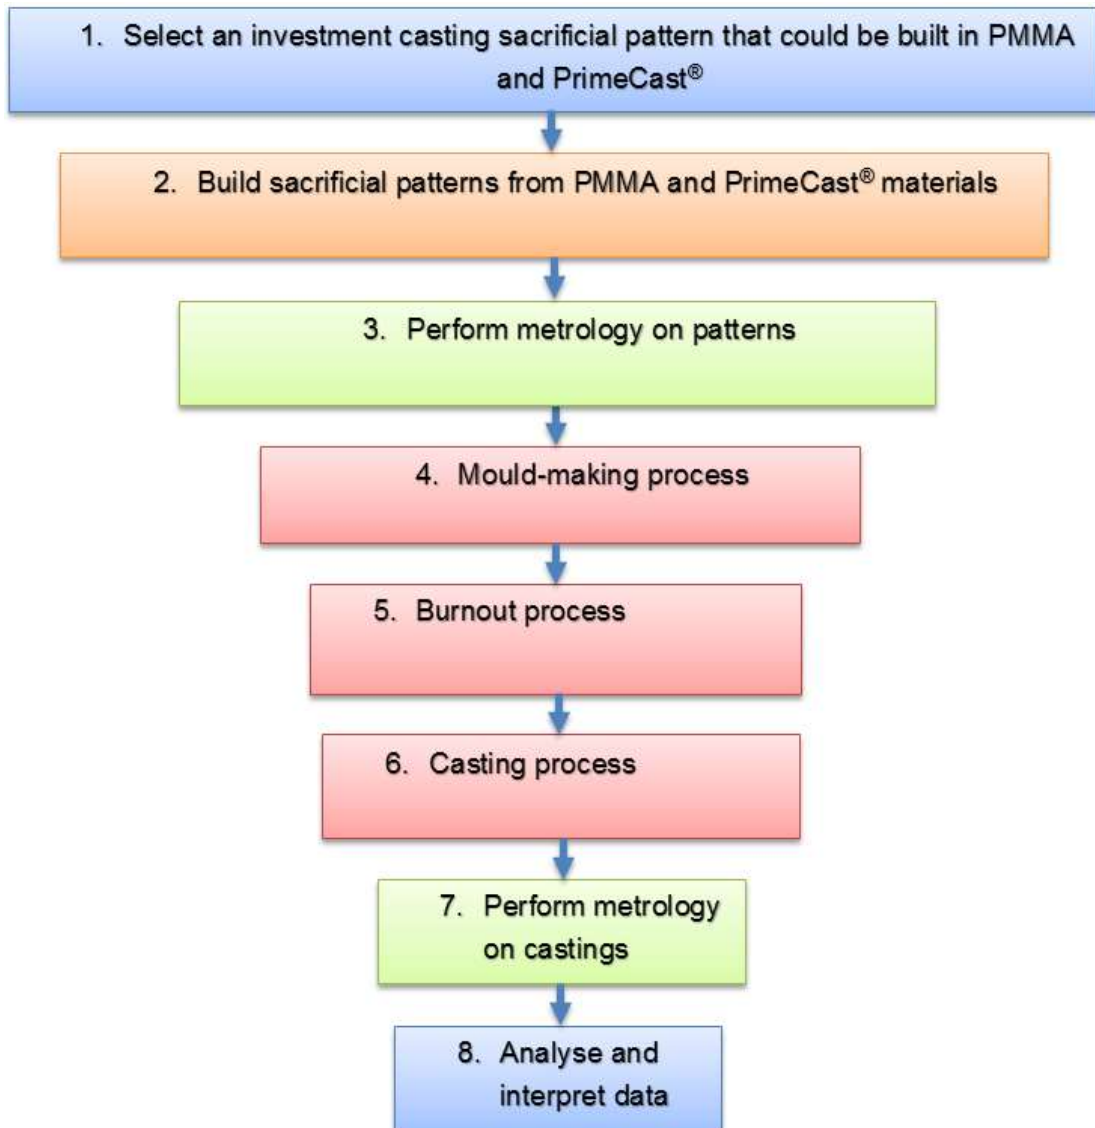 1. Select an investment casting sacrificial pattern that could be built in PMMA
and PrimeCast®
2. Build sacrificial patterns from PMMA and PrimeCast® materials
3. Perform metrology on patterns
4. Mould-making process
5. Burnout process
6. Casting process
7. Perform metrology
on castings
8. Analyse and
interpret data